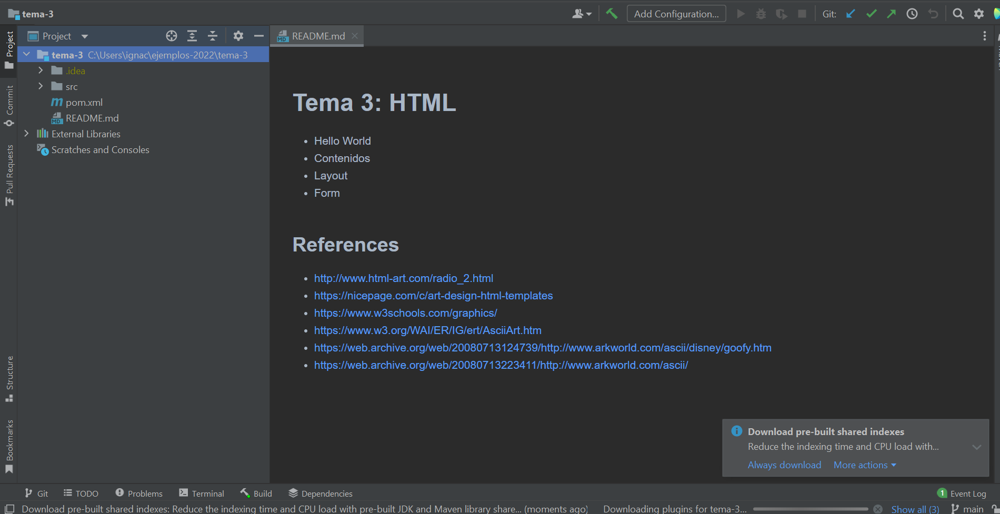 tema-3
Add Configuration...
Git:
Project
README.md
tema-3 C:\Users\ignac\ejemplos-2022\tema-3
.idea
src
m pom.xml
MD README.md
External Libraries
Scratches and Consoles
Project
Commit
Pull Requests
Structure
Bookmarks
Tema 3: HTML
• Hello World
• Contenidos
• Layout
• Form
References
• http://www.html-art.com/radio_2.html
• https://nicepage.com/c/art-design-html-templates
• https://www.w3schools.com/graphics/
• https://www.w3.org/WAI/ER/IG/ert/AsciiArt.htm
• https://web.archive.org/web/20080713124739/http://www.arkworld.com/ascii/disney/goofy.htm
• https://web.archive.org/web/20080713223411/http://www.arkworld.com/ascii/
Download pre-built shared indexes
Reduce the indexing time and CPU load with...
Always download More actions
Git TODO Problems Terminal Build Dependencies 1 Event Log
Download pre-built shared indexes: Reduce the indexing time and CPU load with pre-built JDK and Maven library share... (moments ago) Downloading plugins for tema-3... Show all (3) main